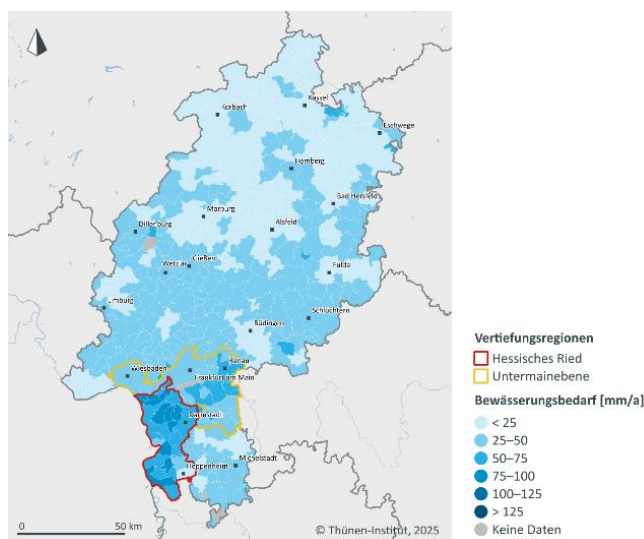 Kassel
Korbach
Eschwege
Homberg
Bad Hersfeld
Marburg
Alsfeld
Dillenburg
Gießen
Wetzlar
Fulda
Limburg
Schlüchtern
Büdingen
Hanau
Wiesbaden
Frankfurt am Main
Darmstadt
Michelstadt
Heppenheim
0 50 km
© Thünen-Institut, 2025
Vertiefungsregionen
Hessisches Ried
Untermainebene
Bewässerungsbedarf [mm/a]
< 25
25–50
50–75
75–100
100–125
> 125
Keine Daten